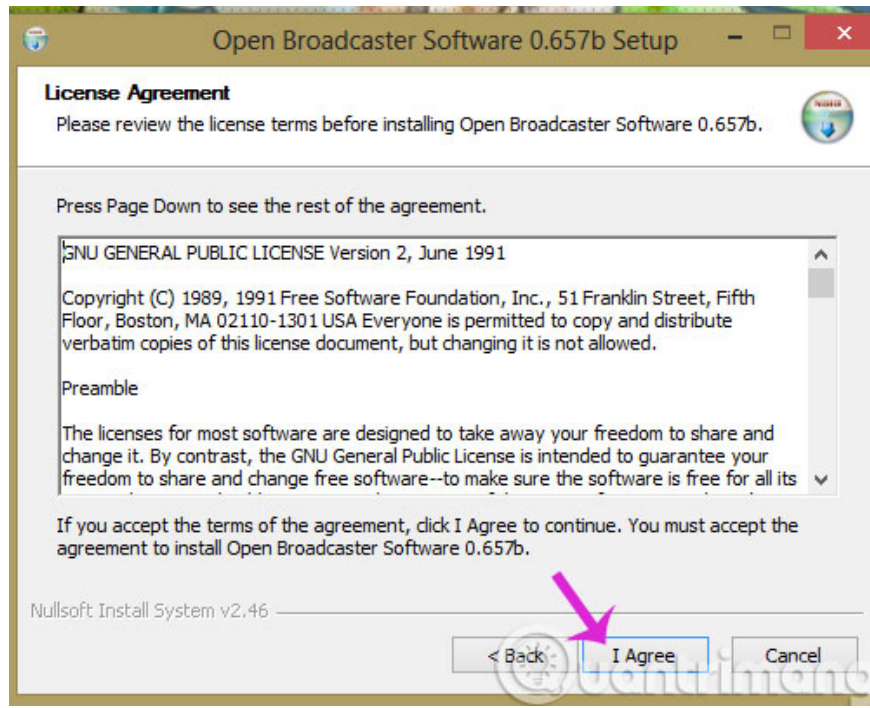 Open Broadcaster Software 0.657b Setup
License Agreement
Please review the license terms before installing Open Broadcaster Software 0.657b.
Press Page Down to see the rest of the agreement.
GNU GENERAL PUBLIC LICENSE Version 2, June 1991
Copyright (C) 1989, 1991 Free Software Foundation, Inc., 51 Franklin Street, Fifth
Floor, Boston, MA 02110-1301 USA Everyone is permitted to copy and distribute
verbatim copies of this license document, but changing it is not allowed.
Preamble
The licenses for most software are designed to take away your freedom to share and
change it. By contrast, the GNU General Public License is intended to guarantee your
freedom to share and change free software--to make sure the software is free for all its
If you accept the terms of the agreement, click I Agree to continue. You must accept the
agreement to install Open Broadcaster Software 0.657b.
Nullsoft Install System v2.46
< Back I Agree Cancel
Quantrimang